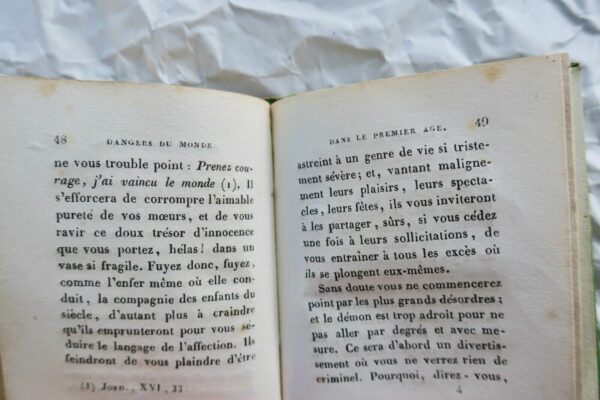 48 DANGERS DU MONDE
ne vous trouble point : Prenez cou-
rage, j'ai vaincu le monde (1). Il
s'efforcera de corrompre l'aimable
pureté de vos mœurs, et de vous
ravir ce doux trésor d'innocence
que vous portez, hélas! dans un
vase si fragile. Fuyez donc, fuyez,
comme l'enfer même où elle con-
duit, la compagnie des enfans du
siècle, d'autant plus à craindre
qu'ils emprunteront pour vous sé-
duire le langage de l'affection. Ils
feindront de vous plaindre d'être
(1) Joan., XVI, 33.
DANS LE PREMIER AGE. 49
astreint à un genre de vie si triste-
ment sévère; et, vantant maligne-
ment leurs plaisirs, leurs specta-
cles, leurs fêtes, ils vous inviteront
à les partager, sûrs, si vous cédez
une fois à leurs sollicitations, de
vous entraîner à tous les excès où
ils se plongent eux-mêmes.
Sans doute vous ne commencerez
point par les plus grands désordres;
et le démon est trop adroit pour ne
pas aller par degrés et avec me-
sure. Ce sera d'abord un divertis-
sement où vous ne verrez rien de
criminel. Pourquoi, direz-vous,
4